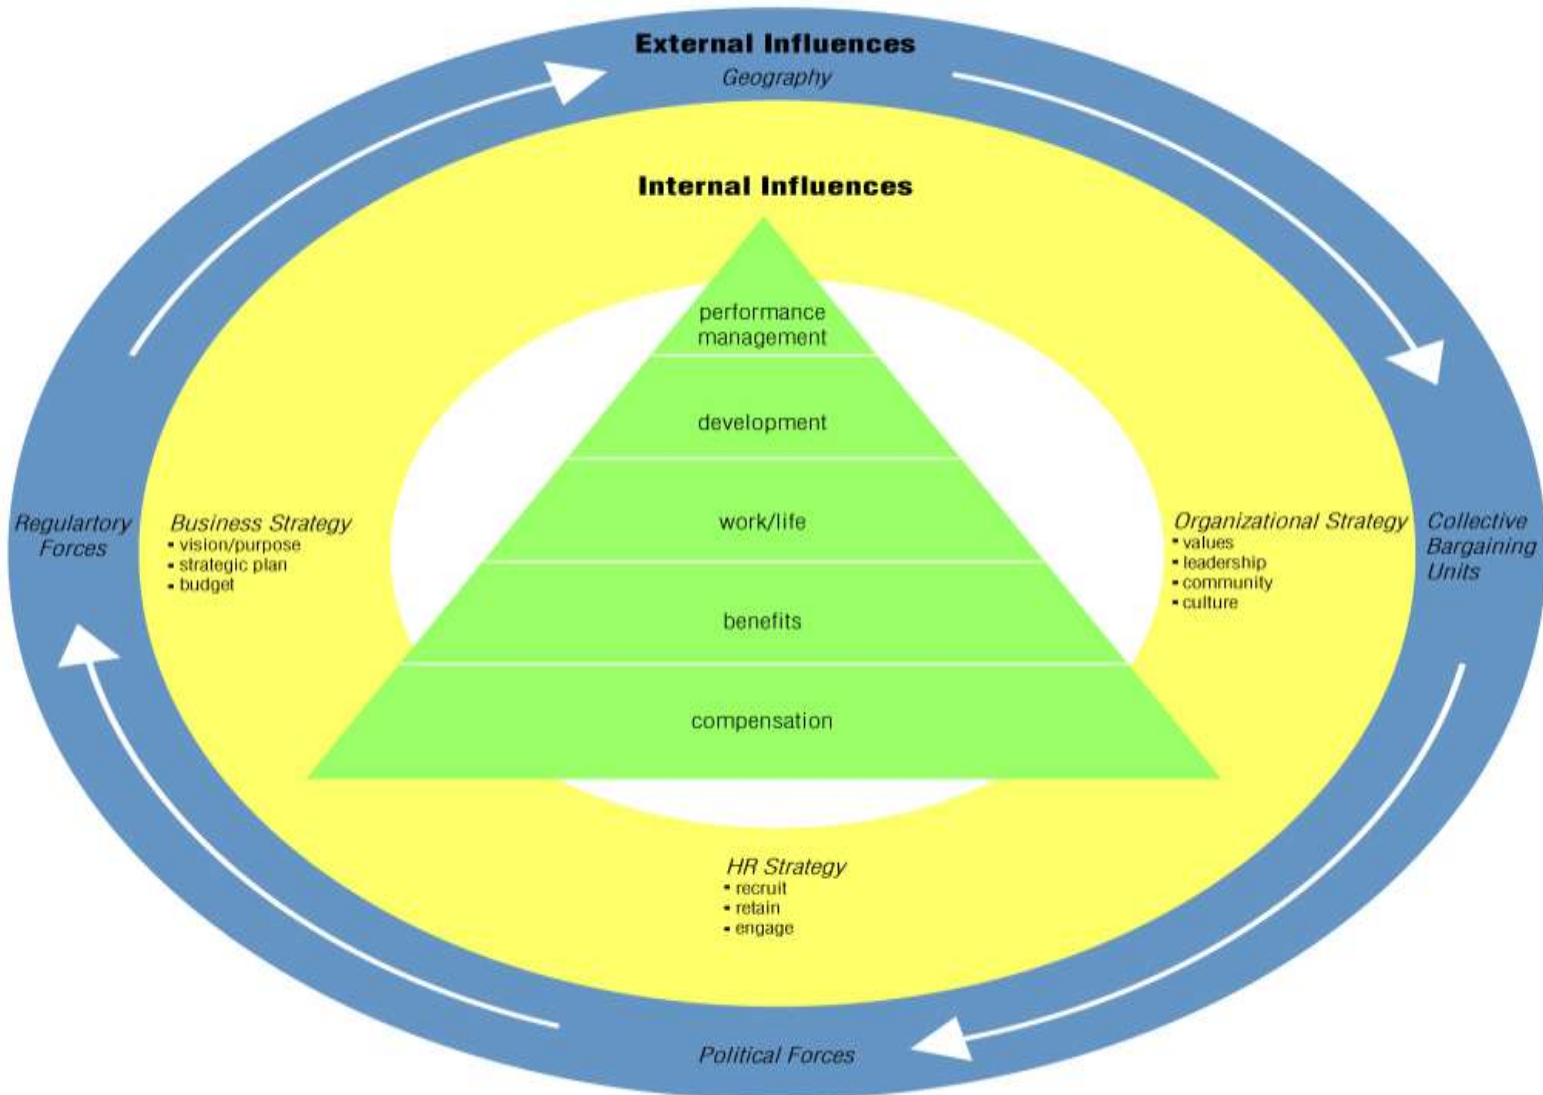 External Influences
Geography
Internal Influences
performance
management
development
work/life
benefits
compensation
Regulartory
Forces
Business Strategy
▪ vision/purpose
▪ strategic plan
▪ budget
Organizational Strategy
▪ values
▪ leadership
▪ community
▪ culture
Collective
Bargaining
Units
HR Strategy
▪ recruit
▪ retain
▪ engage
Political Forces